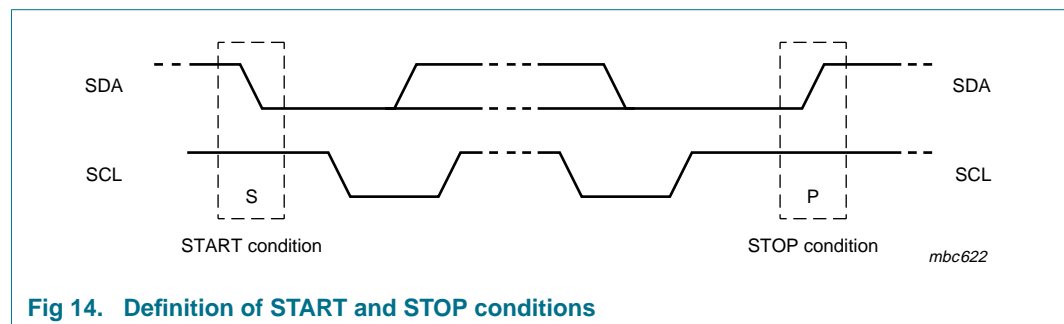 SDA
SDA
SCL
SCL
S
P
START condition
STOP condition
mbc622
Fig 14. Definition of START and STOP conditions